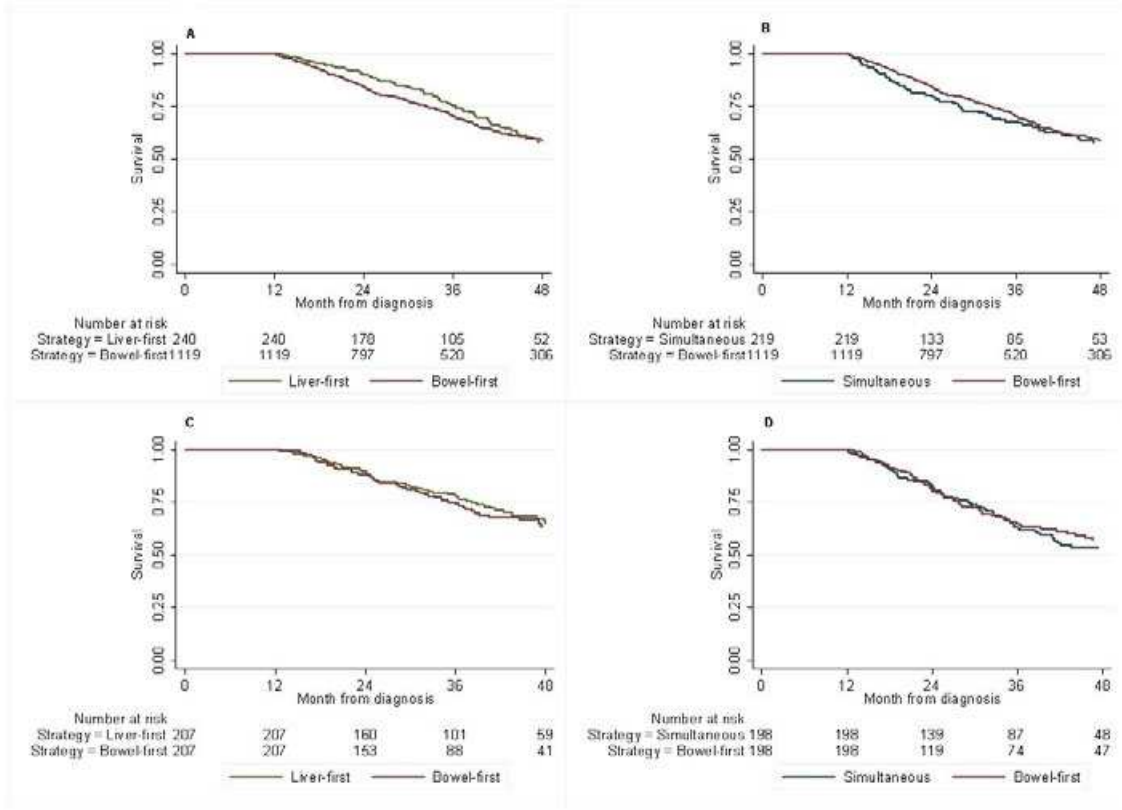 A
1.00
0.75
0.50
0.25
0.00
Survival
0 12 24 36 48
Month from diagnosis
Number at risk
Strategy = Liver-first 240 240 178 105 52
Strategy = Bowel-first 1119 1119 797 520 306
Liver-first Bowel-first
B
1.00
0.75
0.50
0.25
0.00
Survival
0 12 24 36 48
Month from diagnosis
Number at risk
Strategy = Simultaneous 219 219 133 85 53
Strategy = Bowel-first 1119 1119 797 520 306
Simultaneous Bowel-first
C
1.00
0.75
0.50
0.25
0.00
Survival
0 12 24 36 48
Month from diagnosis
Number at risk
Strategy = Liver-first 207 207 160 101 59
Strategy = Bowel-first 207 207 153 88 41
Liver-first Bowel-first
D
1.00
0.75
0.50
0.25
0.00
Survival
0 12 24 36 48
Month from diagnosis
Number at risk
Strategy = Simultaneous 198 198 139 87 48
Strategy = Bowel-first 198 198 119 74 47
Simultaneous Bowel-first